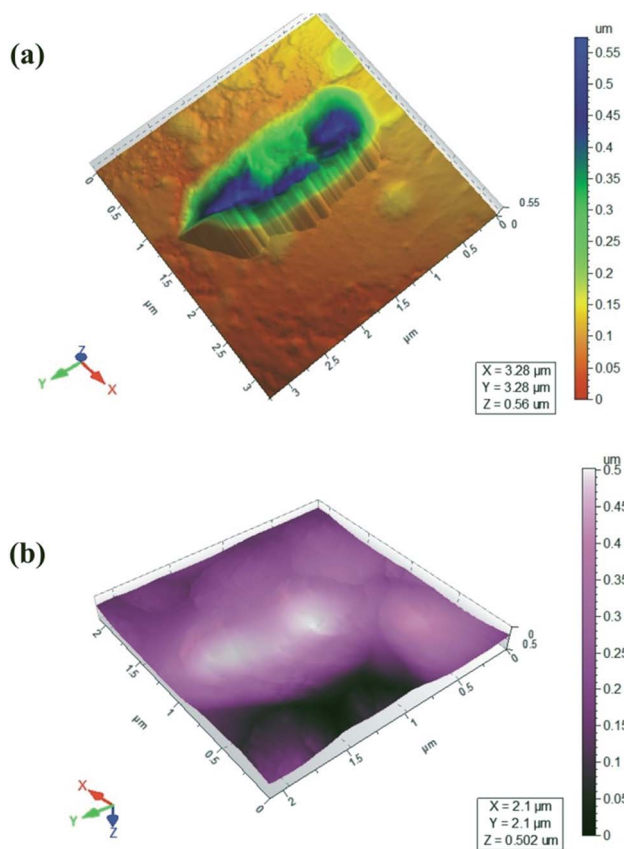 (a)
um
0.55
0.5
0.45
0.4
0.35
0.3
0.25
0.2
0.15
0.1
0.05
0
0
0.5
1
1.5
2
2.5
3
µm
0.55
0
0
0.5
1
1.5
2
2.5
3
µm
Z
Y
X
X = 3.28 µm
Y = 3.28 µm
Z = 0.56 um
(b)
um
0.5
0.45
0.4
0.35
0.3
0.25
0.2
0.15
0.1
0.05
0
2
1.5
1
0.5
0
µm
0
0.5
0
0.5
1
1.5
2
µm
X
Y
Z
X = 2.1 µm
Y = 2.1 µm
Z = 0.502 um